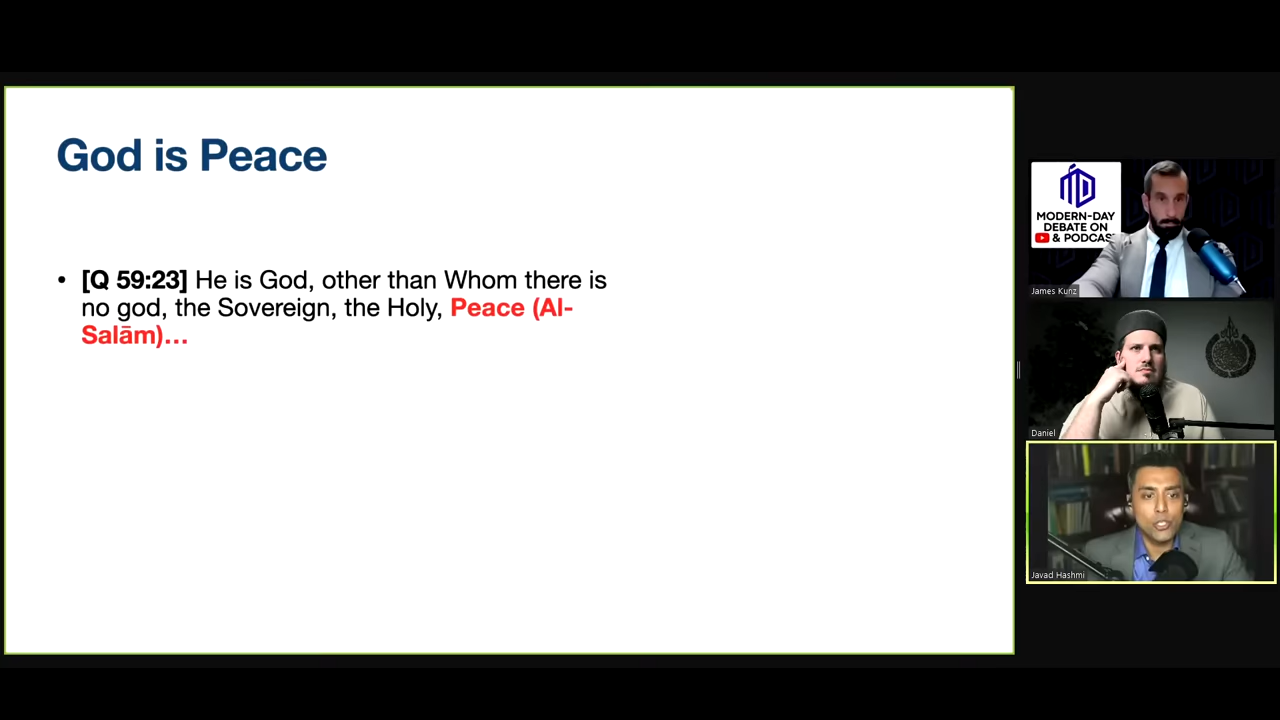 God is Peace
• [Q 59:23] He is God, other than Whom there is
no god, the Sovereign, the Holy, Peace (Al-
Salām)…
MODERN-DAY
DEBATE ON
& PODCAS
James Kunz
Daniel
Javad Hashmi